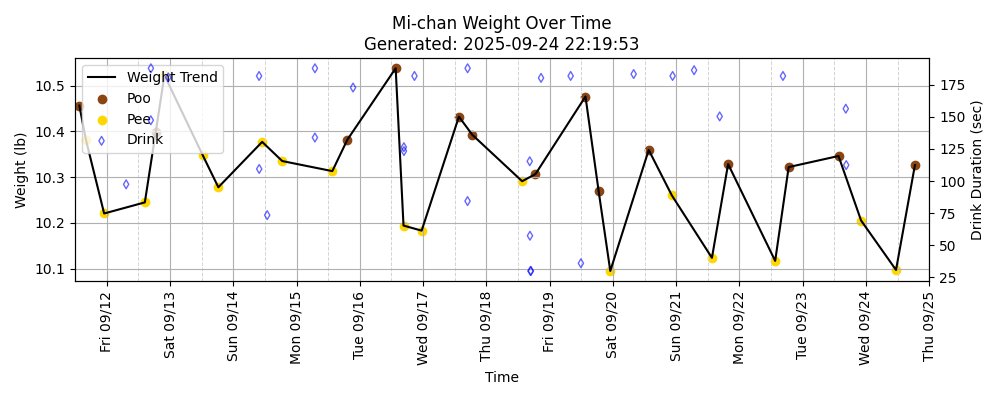 Mi-chan Weight Over Time
Generated: 2025-09-24 22:19:53
Weight (lb)
10.5
10.4
10.3
10.2
10.1
Weight Trend
Poo
Pee
Drink
175
150
125
100
75
50
25
Drink Duration (sec)
Fri 09/12
Sat 09/13
Sun 09/14
Mon 09/15
Tue 09/16
Wed 09/17
Thu 09/18
Fri 09/19
Sat 09/20
Sun 09/21
Mon 09/22
Tue 09/23
Wed 09/24
Thu 09/25
Time